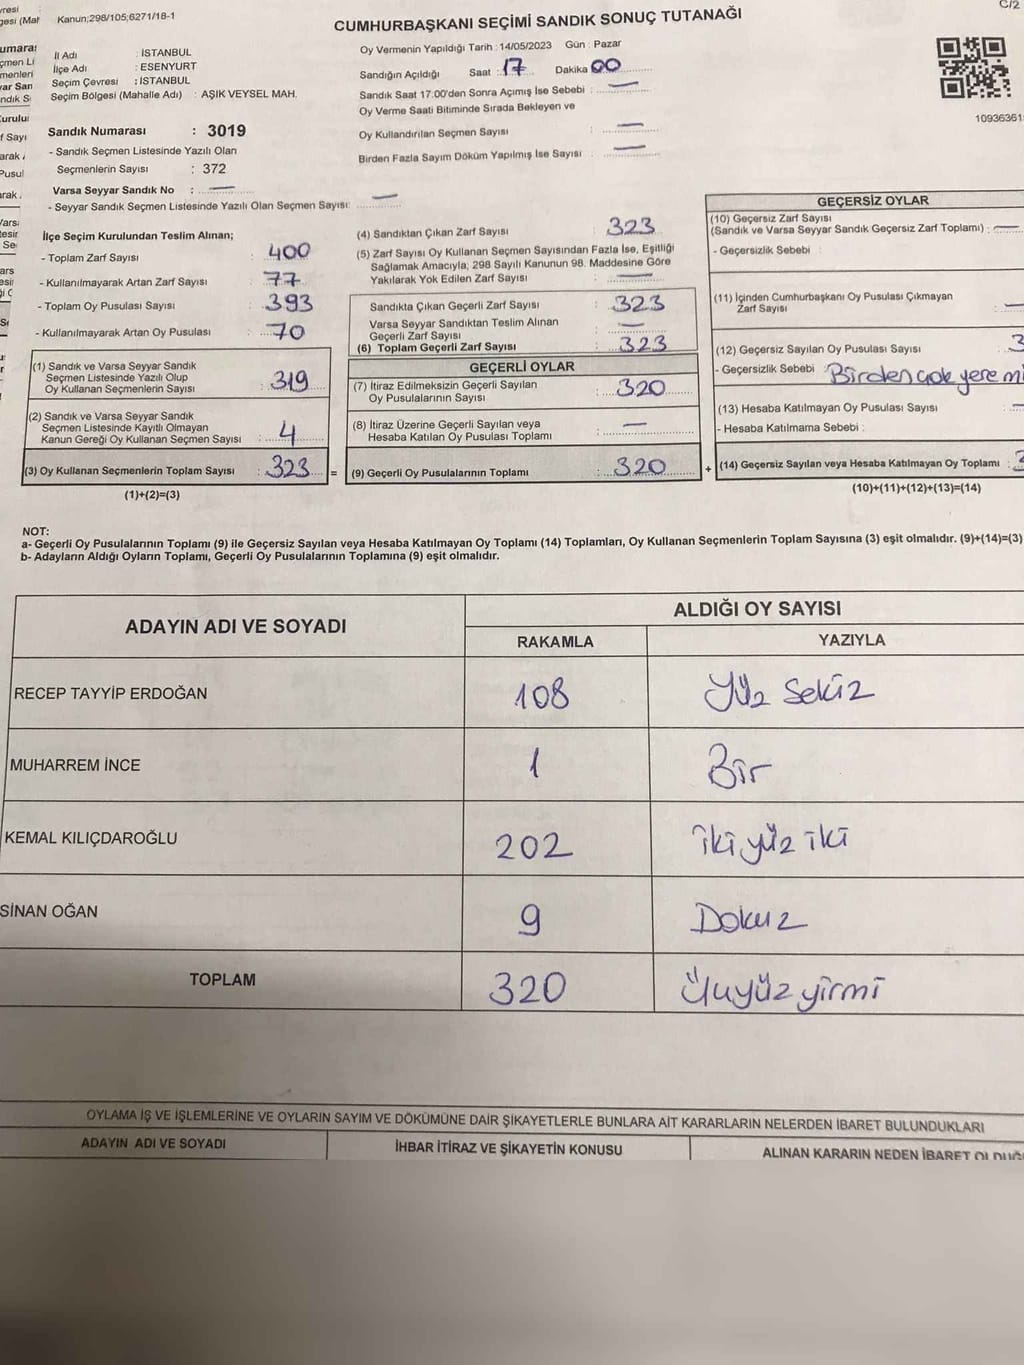 Kanun;298/105;6271/18-1
CUMHURBAŞKANI SEÇİMİ SANDIK SONUÇ TUTANAĞI
C/2
İl Adı : İSTANBUL
İlçe Adı : ESENYURT
Seçim Çevresi : İSTANBUL
Seçim Bölgesi (Mahalle Adı) : AŞIK VEYSEL MAH.
Sandık Numarası : 3019
- Sandık Seçmen Listesinde Yazılı Olan
Seçmenlerin Sayısı : 372
Varsa Seyyar Sandık No : —
- Seyyar Sandık Seçmen Listesinde Yazılı Olan Seçmen Sayısı: —
Oy Vermenin Yapıldığı Tarih : 14/05/2023 Gün : Pazar
Sandığın Açıldığı Saat : 17 Dakika 00
Sandık Saat 17:00'den Sonra Açımış İse Sebebi : —
Oy Verme Saati Bitiminde Sırada Bekleyen ve
Oy Kullandırılan Seçmen Sayısı : —
Birden Fazla Sayım Döküm Yapılmış İse Sayısı : —
10936361
İlçe Seçim Kurulundan Teslim Alınan;
- Toplam Zarf Sayısı : 400
- Kullanılmayarak Artan Zarf Sayısı : 77
- Toplam Oy Pusulası Sayısı : 393
- Kullanılmayarak Artan Oy Pusulası : 70
(1) Sandık ve Varsa Seyyar Sandık
Seçmen Listesinde Yazılı Olup
Oy Kullanan Seçmenlerin Sayısı : 319
(2) Sandık ve Varsa Seyyar Sandık
Seçmen Listesinde Kayıtlı Olmayan
Kanun Gereği Oy Kullanan Seçmen Sayısı : 4
(3) Oy Kullanan Seçmenlerin Toplam Sayısı : 323 =
(1)+(2)=(3)
(4) Sandıktan Çıkan Zarf Sayısı : 323
(5) Zarf Sayısı Oy Kullanan Seçmen Sayısından Fazla İse, Eşitliği
Sağlamak Amacıyla; 298 Sayılı Kanunun 98. Maddesine Göre
Yakılarak Yok Edilen Zarf Sayısı : —
Sandıkta Çıkan Geçerli Zarf Sayısı : 323
Varsa Seyyar Sandıktan Teslim Alınan
Geçerli Zarf Sayısı : —
(6) Toplam Geçerli Zarf Sayısı : 323
GEÇERLİ OYLAR
(7) İtiraz Edilmeksizin Geçerli Sayılan
Oy Pusulalarının Sayısı : 320
(8) İtiraz Üzerine Geçerli Sayılan veya
Hesaba Katılan Oy Pusulası Toplamı : —
(9) Geçerli Oy Pusulalarının Toplamı : 320 +
GEÇERSİZ OYLAR
(10) Geçersiz Zarf Sayısı
(Sandık ve Varsa Seyyar Sandık Geçersiz Zarf Toplamı) : —
- Geçersizlik Sebebi :
(11) İçinden Cumhurbaşkanı Oy Pusulası Çıkmayan
Zarf Sayısı : —
(12) Geçersiz Sayılan Oy Pusulası Sayısı : 3
- Geçersizlik Sebebi : Birden çok yere mi
(13) Hesaba Katılmayan Oy Pusulası Sayısı : —
- Hesaba Katılmama Sebebi :
(14) Geçersiz Sayılan veya Hesaba Katılmayan Oy Toplamı :
(10)+(11)+(12)+(13)=(14)
NOT:
a- Geçerli Oy Pusulalarının Toplamı (9) ile Geçersiz Sayılan veya Hesaba Katılmayan Oy Toplamı (14) Toplamları, Oy Kullanan Seçmenlerin Toplam Sayısına (3) eşit olmalıdır. (9)+(14)=(3)
b- Adayların Aldığı Oyların Toplamı, Geçerli Oy Pusulalarının Toplamına (9) eşit olmalıdır.
ADAYIN ADI VE SOYADI
ALDIĞI OY SAYISI
RAKAMLA YAZIYLA
RECEP TAYYİP ERDOĞAN 108 Yüz Sekiz
MUHARREM İNCE 1 Bir
KEMAL KILIÇDAROĞLU 202 iki yüz iki
SİNAN OĞAN 9 Dokuz
TOPLAM 320 Üçyüz yirmi
OYLAMA İŞ VE İŞLEMLERİNE VE OYLARIN SAYIM VE DÖKÜMÜNE DAİR ŞİKAYETLERLE BUNLARA AİT KARARLARIN NELERDEN İBARET BULUNDUKLARI
ADAYIN ADI VE SOYADI
İHBAR İTİRAZ VE ŞİKAYETİN KONUSU
ALINAN KARARIN NEDEN İBARET OLDUĞU